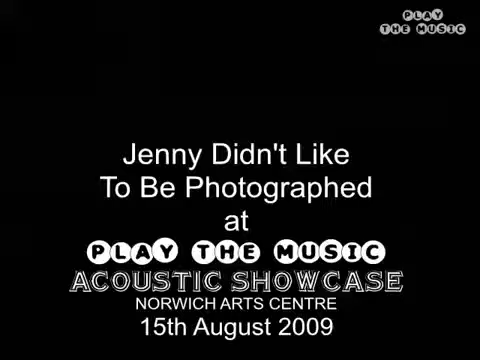 PLAY
THE MUSIC
Jenny Didn't Like
To Be Photographed
at
PLAY THE MUSIC
ACOUSTIC SHOWCASE
NORWICH ARTS CENTRE
15th August 2009